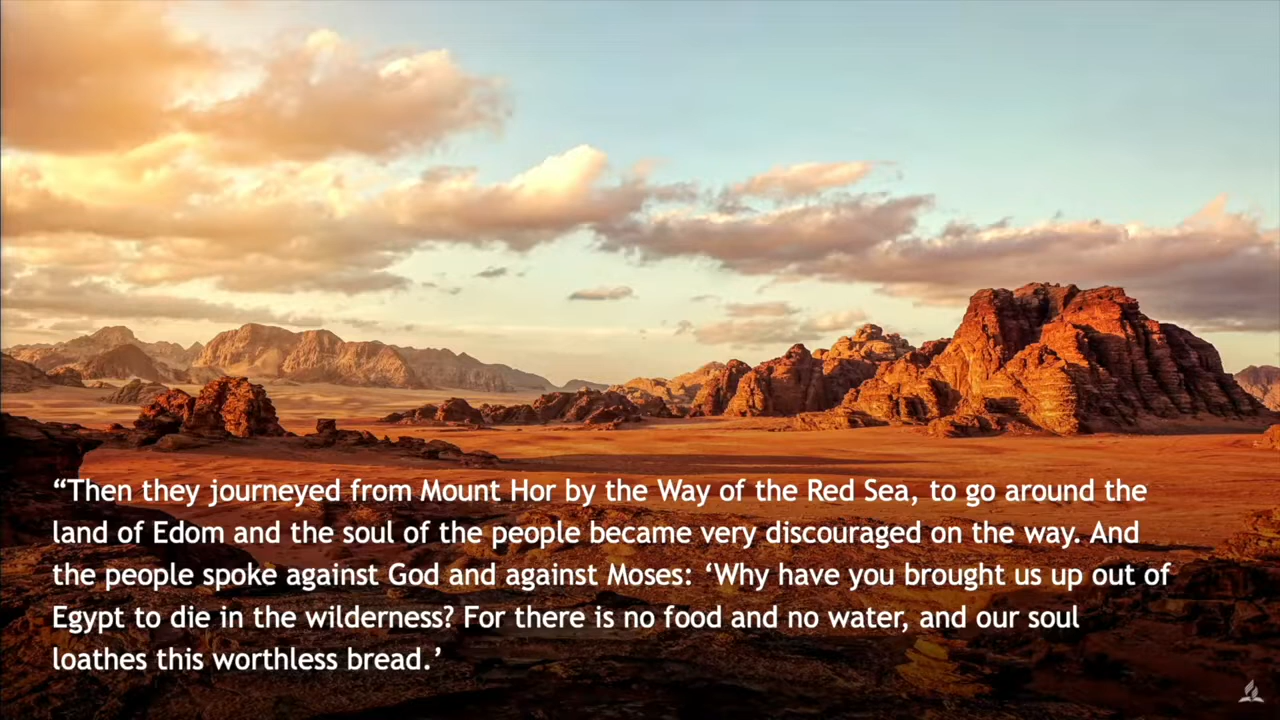 “Then they journeyed from Mount Hor by the Way of the Red Sea, to go around the
land of Edom and the soul of the people became very discouraged on the way. And
the people spoke against God and against Moses: ‘Why have you brought us up out of
Egypt to die in the wilderness? For there is no food and no water, and our soul
loathes this worthless bread.’